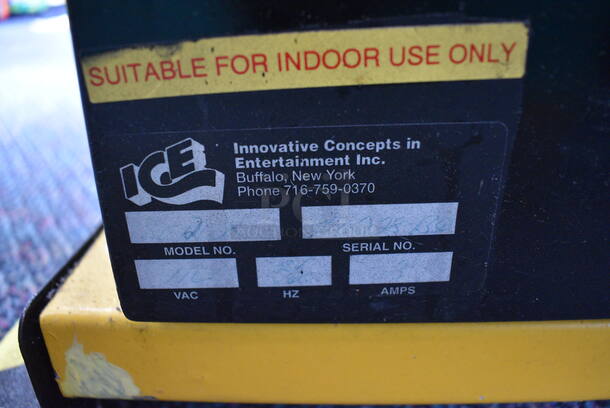 SUITABLE FOR INDOOR USE ONLY
ICE
Innovative Concepts in
Entertainment Inc.
Buffalo, New York
Phone 716-759-0370
MODEL NO. SERIAL NO.
VAC HZ AMPS